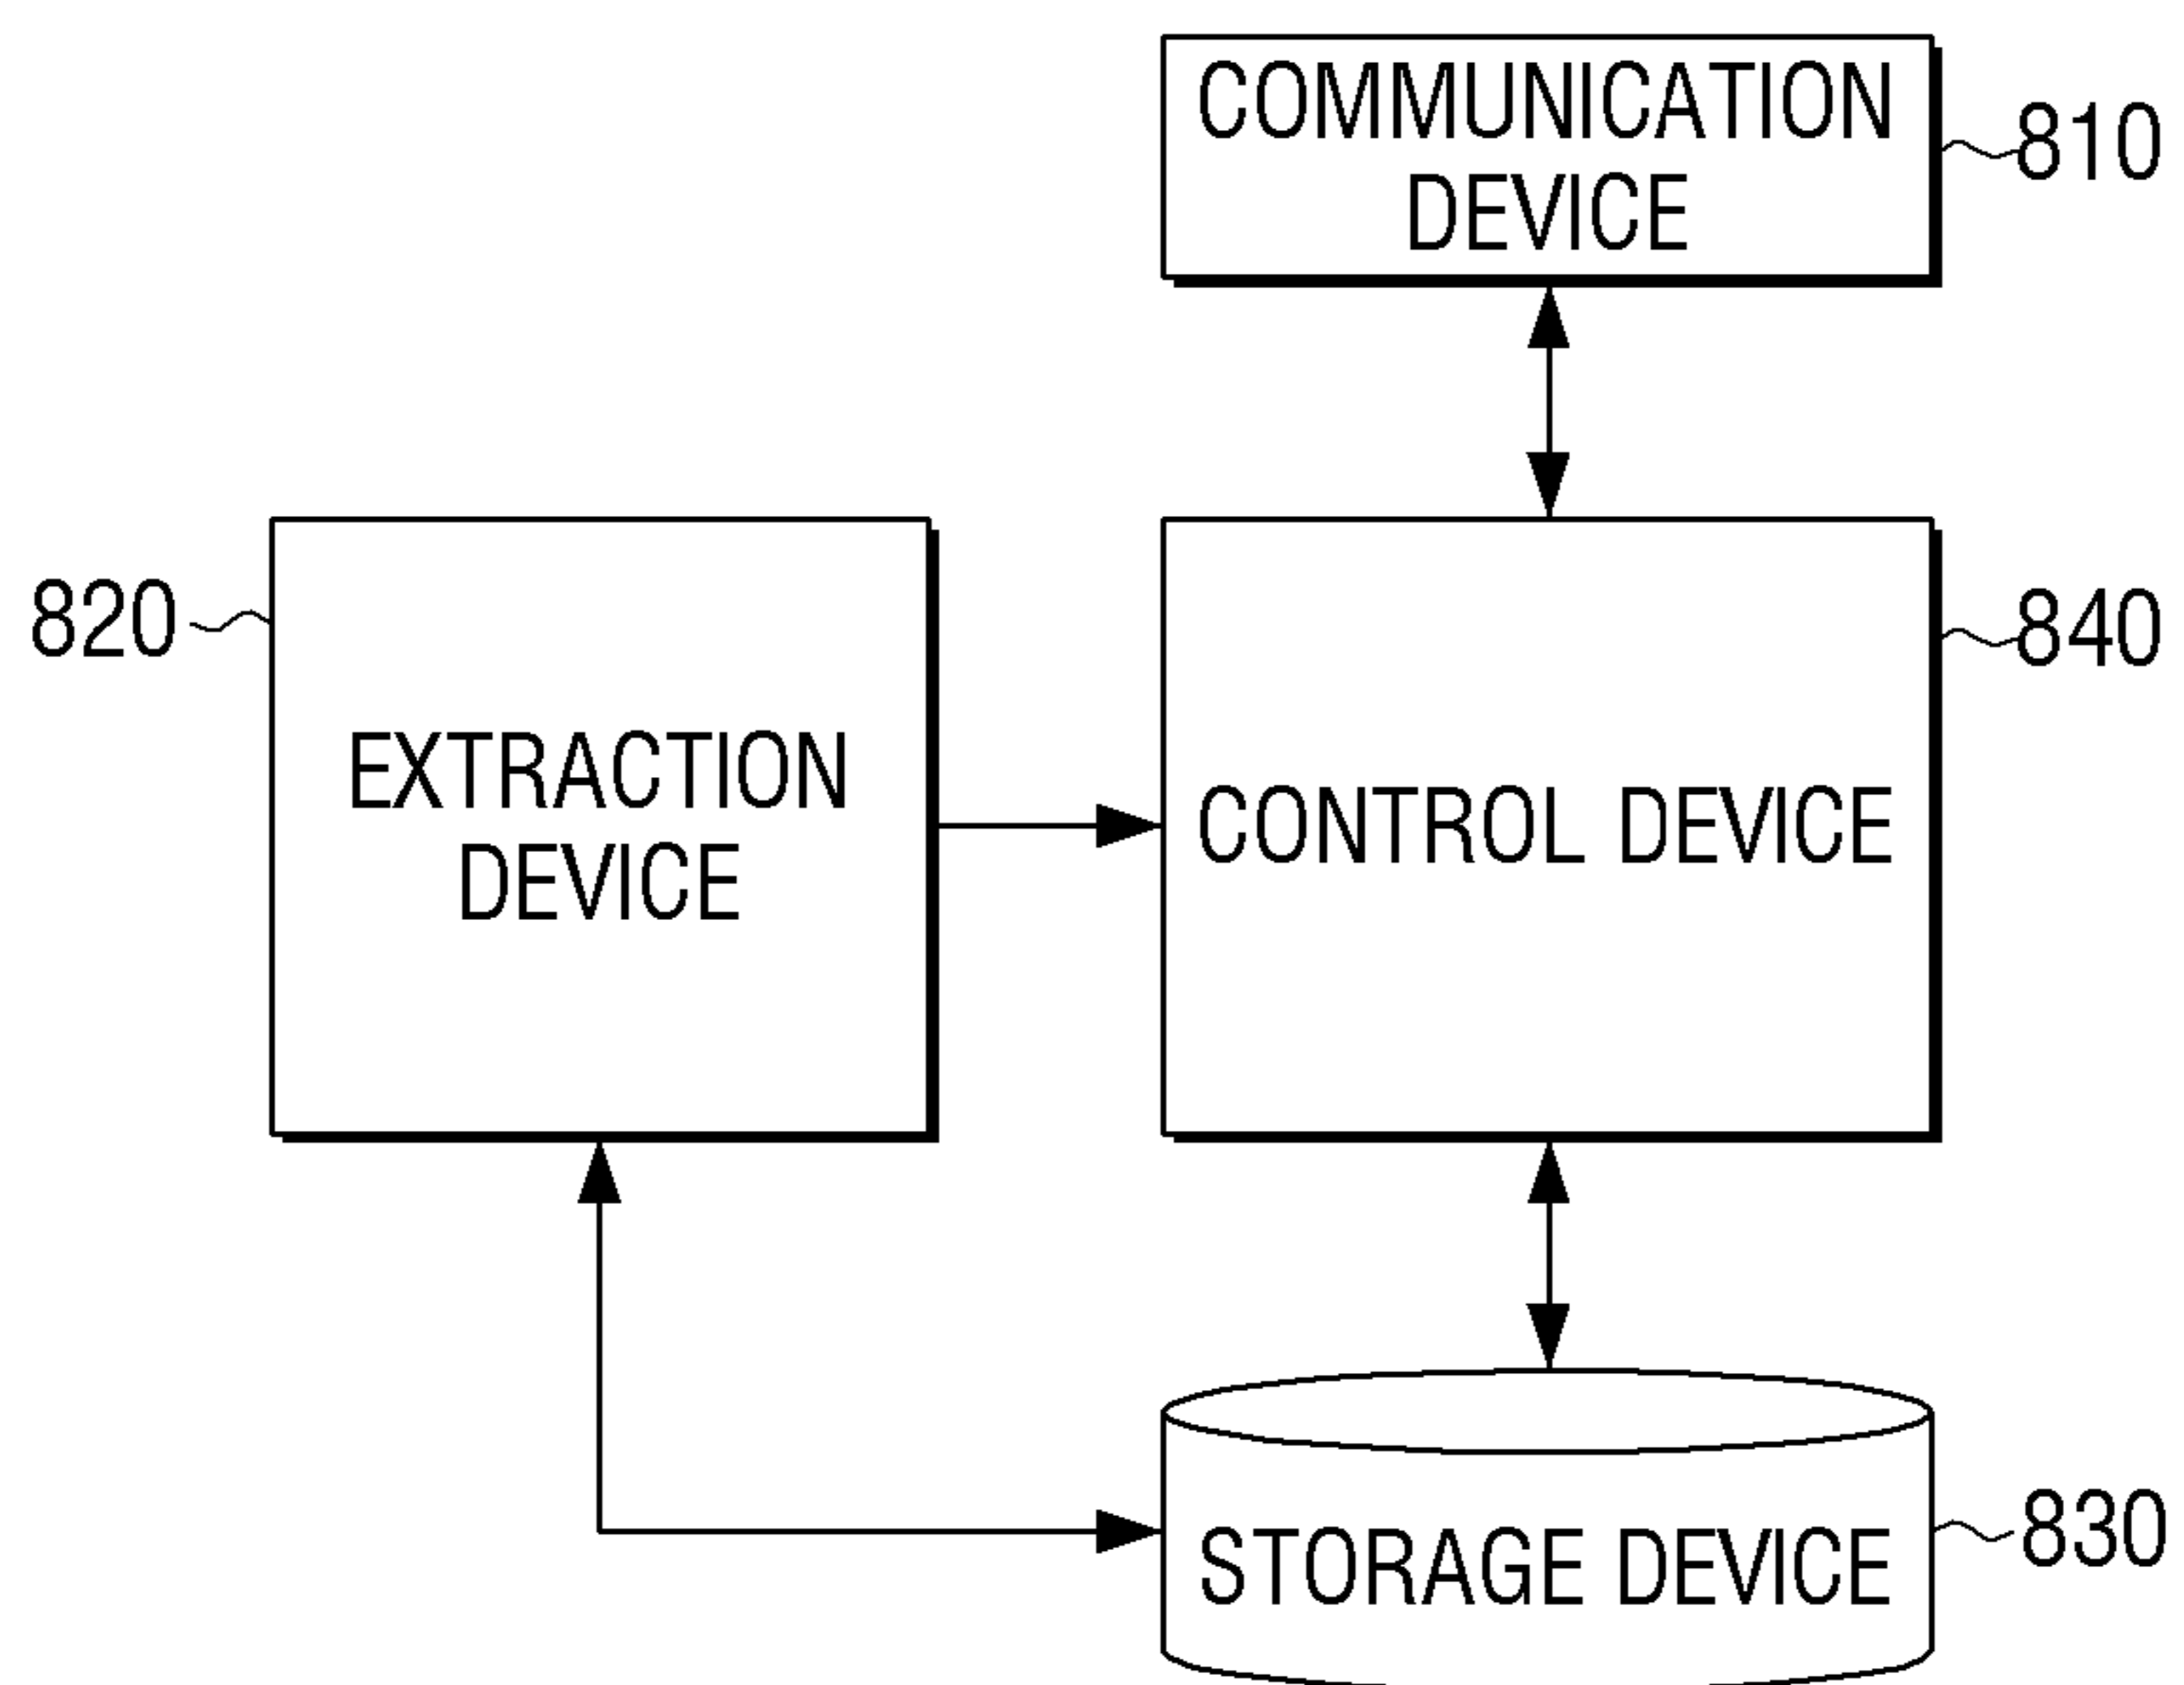 COMMUNICATION
DEVICE
810
820
EXTRACTION
DEVICE
840
CONTROL DEVICE
830
STORAGE DEVICE